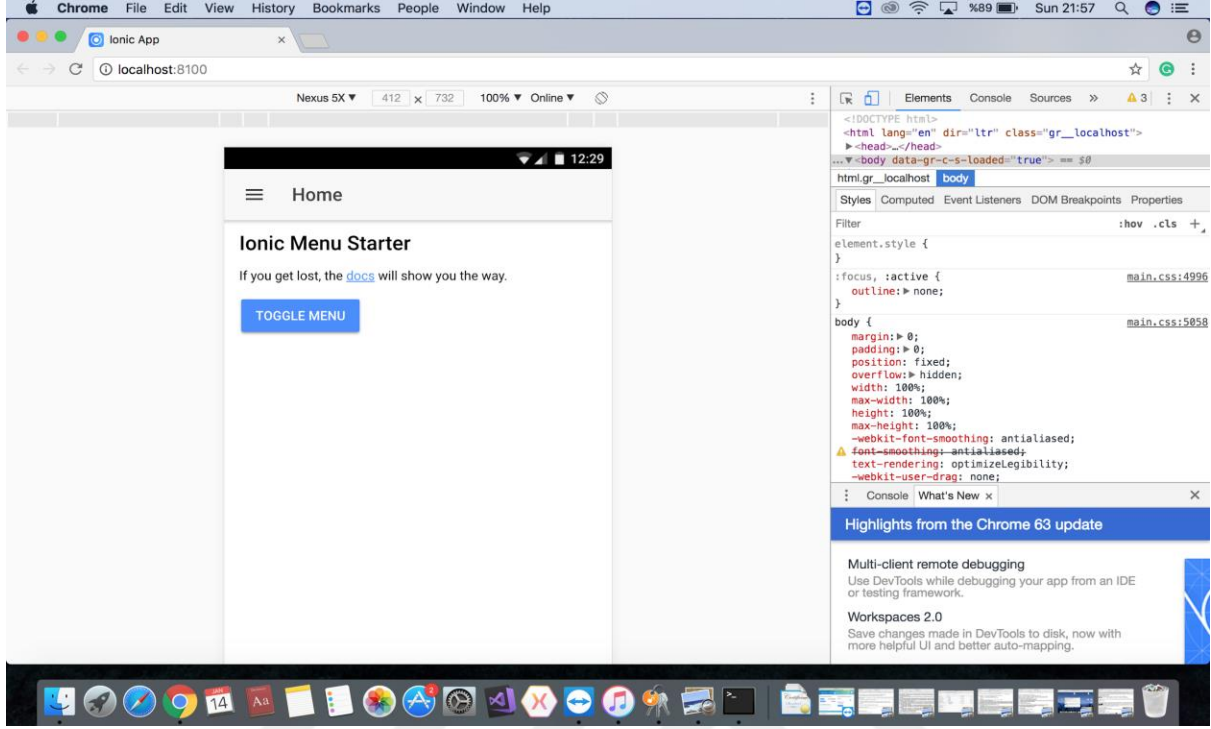 Chrome File Edit View History Bookmarks People Window Help %89 Sun 21:57
Ionic App
localhost:8100
Nexus 5X ▼ 412 x 732 100% ▼ Online ▼
Elements Console Sources » 3
<!DOCTYPE html>
<html lang="en" dir="ltr" class="gr__localhost">
▶<head>…</head>
...▼<body data-gr-c-s-loaded="true"> == $0
html.gr__localhost body
Styles Computed Event Listeners DOM Breakpoints Properties
Filter :hov .cls +
element.style {
}
:focus, :active { main.css:4996
outline:▶ none;
}
body { main.css:5058
margin:▶ 0;
padding:▶ 0;
position: fixed;
overflow:▶ hidden;
width: 100%;
max-width: 100%;
height: 100%;
max-height: 100%;
-webkit-font-smoothing: antialiased;
font-smoothing: antialiased;
text-rendering: optimizeLegibility;
-webkit-user-drag: none;
12:29
Home
Ionic Menu Starter
If you get lost, the docs will show you the way.
TOGGLE MENU
Console What's New ×
Highlights from the Chrome 63 update
Multi-client remote debugging
Use DevTools while debugging your app from an IDE
or testing framework.
Workspaces 2.0
Save changes made in DevTools to disk, now with
more helpful UI and better auto-mapping.
JAN
14
Aa
2